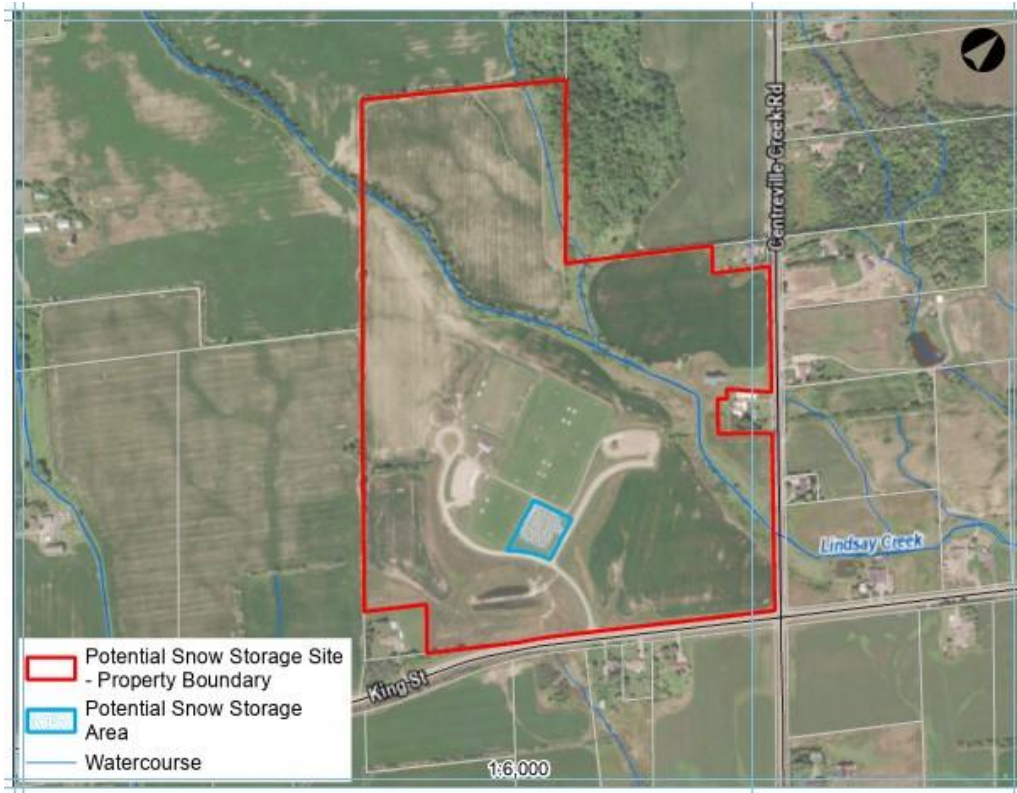 Centreville Creek Rd
Lindsay Creek
King St
Potential Snow Storage Site
- Property Boundary
Potential Snow Storage
Area
Watercourse
1:6,000